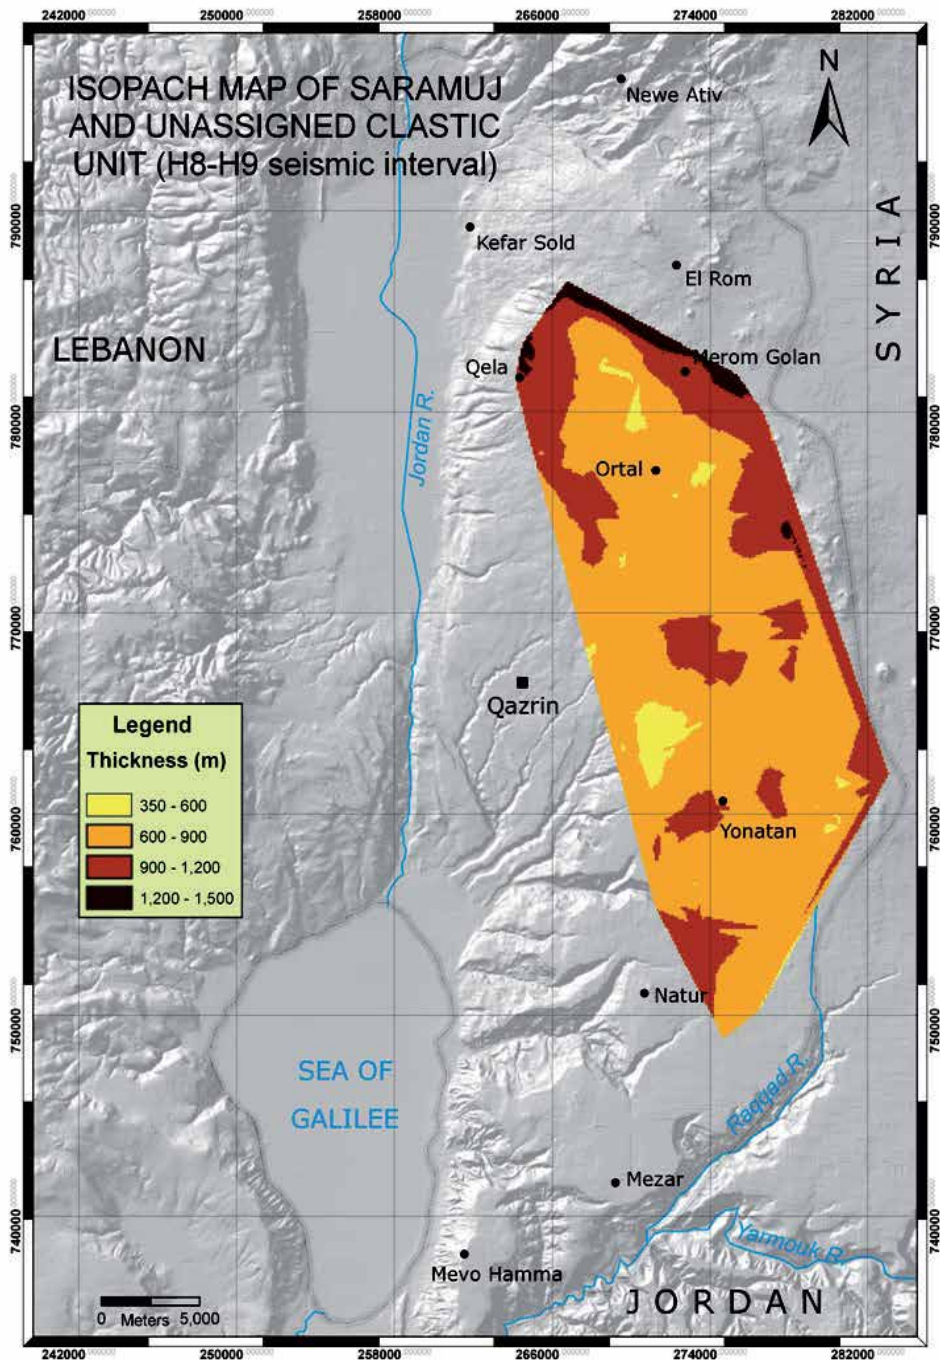 242000 250000 258000 266000 274000 282000
ISOPACH MAP OF SARAMUJ
AND UNASSIGNED CLASTIC
UNIT (H8-H9 seismic interval)
N
Newe Ativ
790000
790000
SYRIA
Kefar Sold
El Rom
LEBANON
Merom Golan
Qela
Jordan R.
780000
780000
Ortal
770000
770000
Qazrin
Legend
Thickness (m)
350 - 600
600 - 900
900 - 1,200
1,200 - 1,500
760000
760000
Yonatan
Natur
750000
750000
SEA OF
GALILEE
Raqqad R.
Mezar
740000
740000
Yarmouk R.
Mevo Hamma
JORDAN
0 Meters 5,000
242000 250000 258000 266000 274000 282000